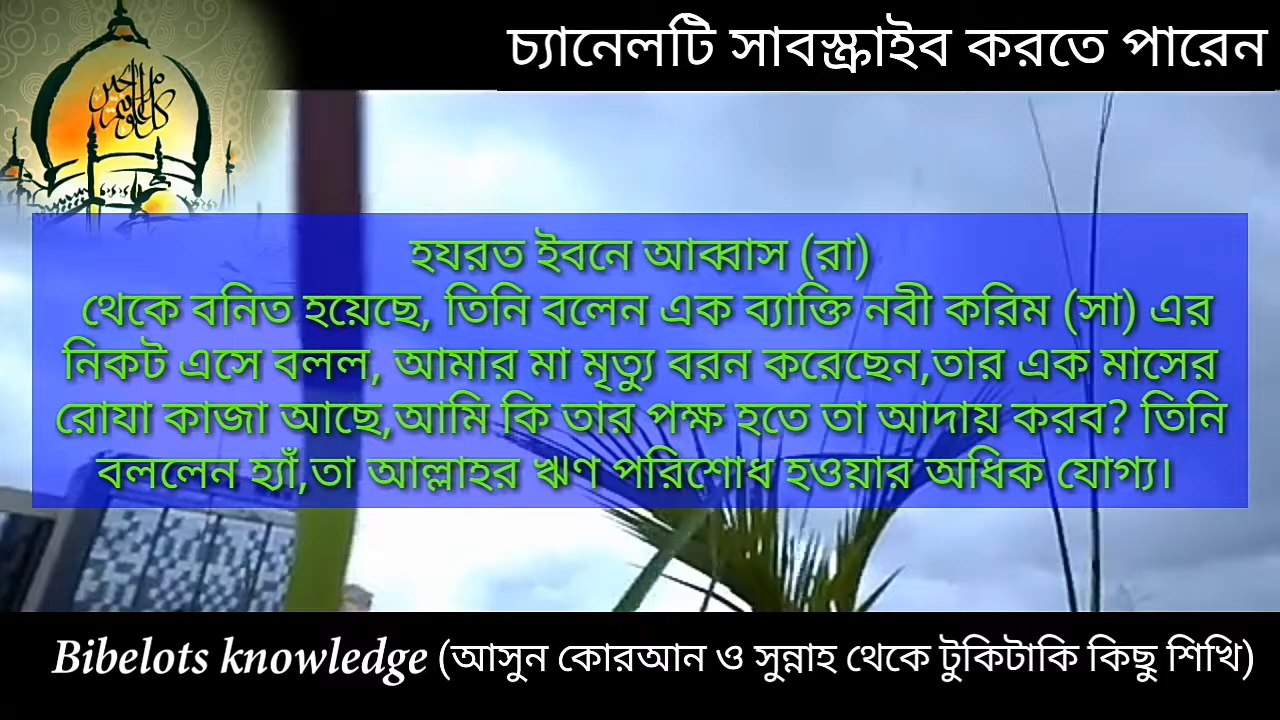 চ্যানেলটি সাবস্ক্রাইব করতে পারেন
হযরত ইবনে আব্বাস (রা)
থেকে বনিত হয়েছে, তিনি বলেন এক ব্যাক্তি নবী করিম (সা) এর
নিকট এসে বলল, আমার মা মৃত্যু বরন করেছেন,তার এক মাসের
রোযা কাজা আছে,আমি কি তার পক্ষ হতে তা আদায় করব? তিনি
বললেন হ্যাঁ,তা আল্লাহর ঋণ পরিশোধ হওয়ার অধিক যোগ্য।
Bibelots knowledge (আসুন কোরআন ও সুন্নাহ থেকে টুকিটাকি কিছু শিখি)